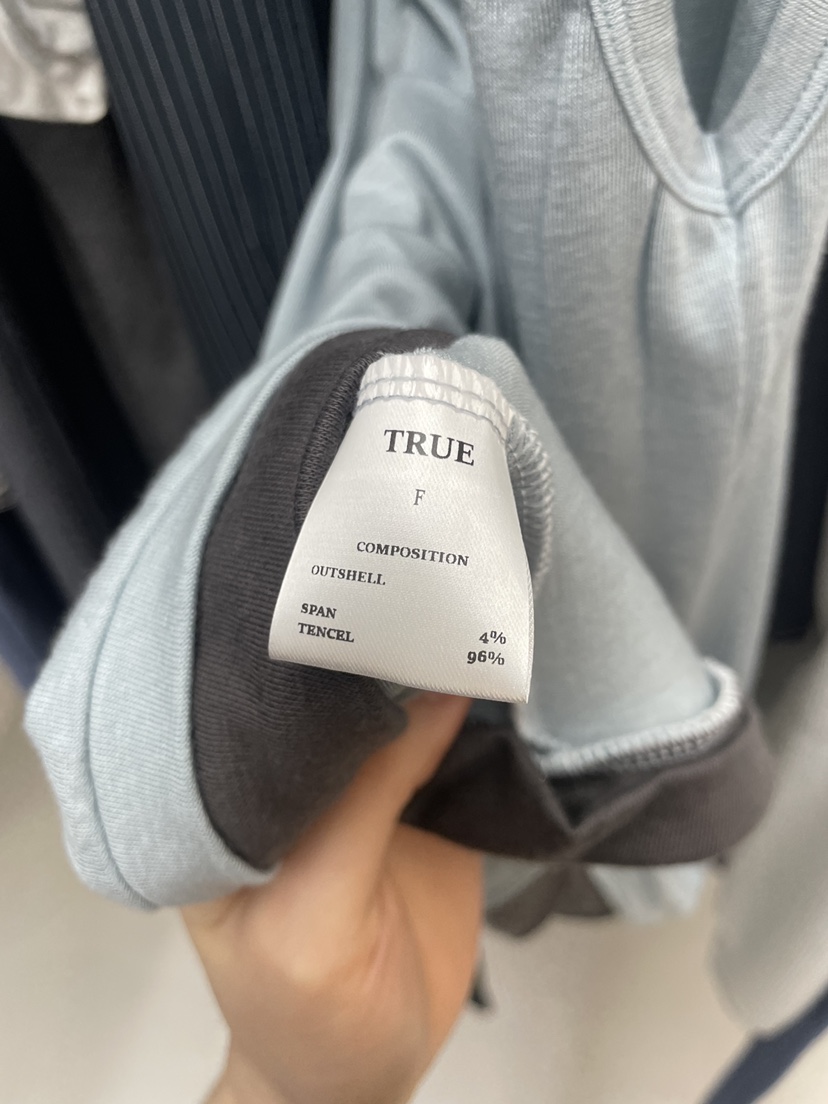 TRUE
F
COMPOSITION
OUTSHELL
SPAN 4%
TENCEL 96%